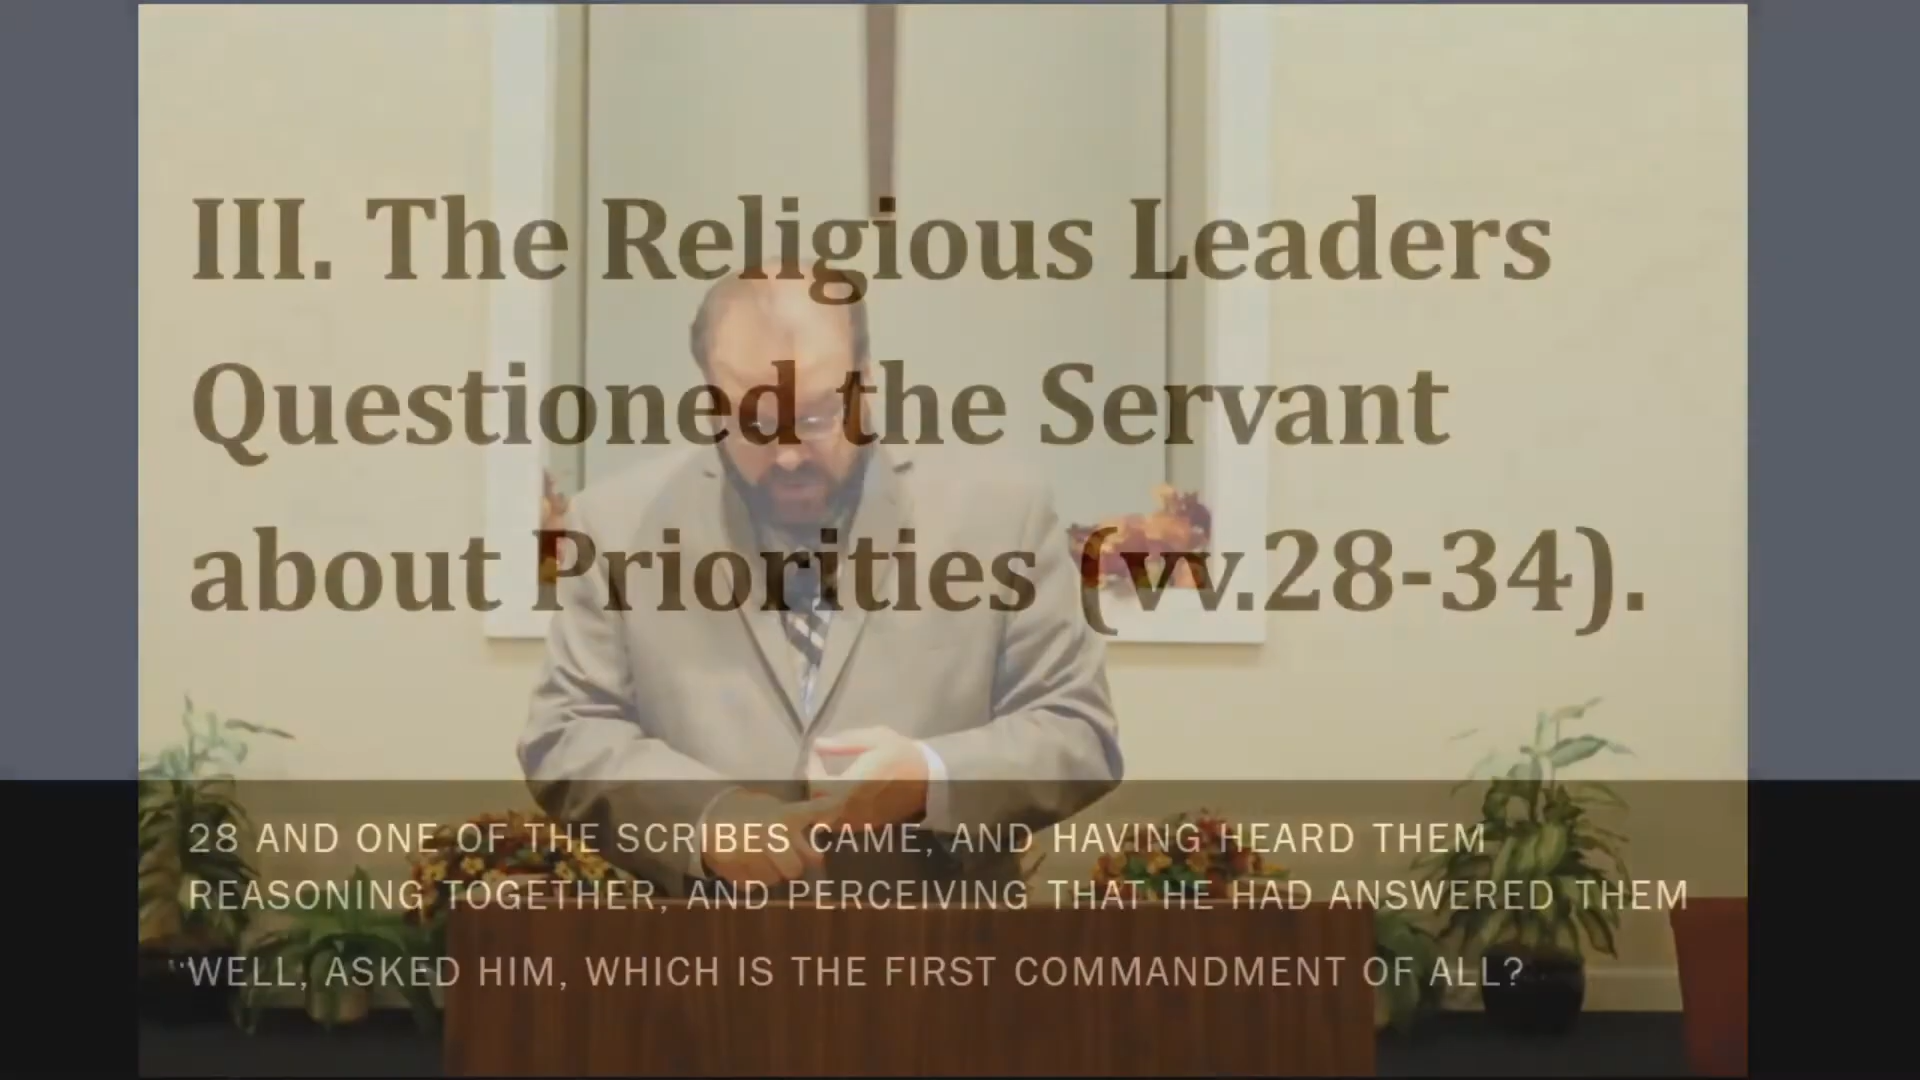 III. The Religious Leaders
Questioned the Servant
about Priorities (vv.28-34).
28 AND ONE OF THE SCRIBES CAME, AND HAVING HEARD THEM
REASONING TOGETHER, AND PERCEIVING THAT HE HAD ANSWERED THEM
WELL, ASKED HIM, WHICH IS THE FIRST COMMANDMENT OF ALL?